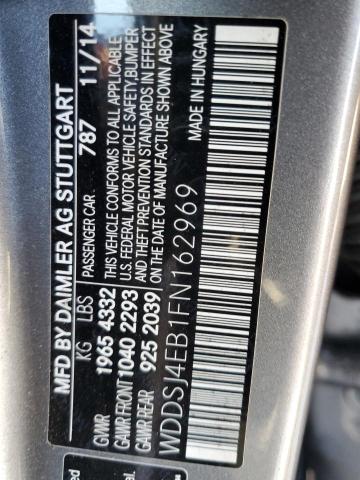 MFD BY DAIMLER AG STUTTGART
PASSENGER CAR 787 11/14
KG LBS
GVWR 1965 4332
GAWR FRONT 1040 2293
GAWR REAR 925 2039
THIS VEHICLE CONFORMS TO ALL APPLICABLE
U.S. FEDERAL MOTOR VEHICLE SAFETY, BUMPER
AND THEFT PREVENTION STANDARDS IN EFFECT
ON THE DATE OF MANUFACTURE SHOWN ABOVE.
WDDSJ4EB1FN162969
MADE IN HUNGARY